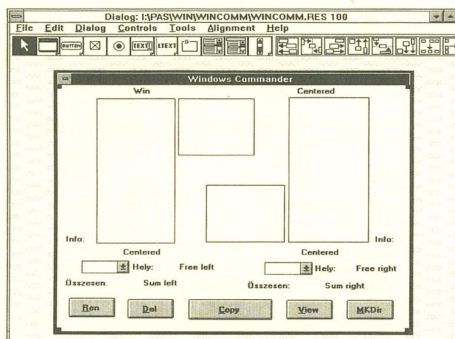 Dialog: I:\PAS\WIN\WINCOMM\WINCOMM.RES 100
File Edit Dialog Controls Tools Alignment Help
BUTTON TEXT LTEXT
Windows Commander
Win Centered
Info: Info:
Centered Centered
Hely: Free left Hely: Free right
Összesen: Sum left Összesen: Sum right
Ren Del Copy View MKDir